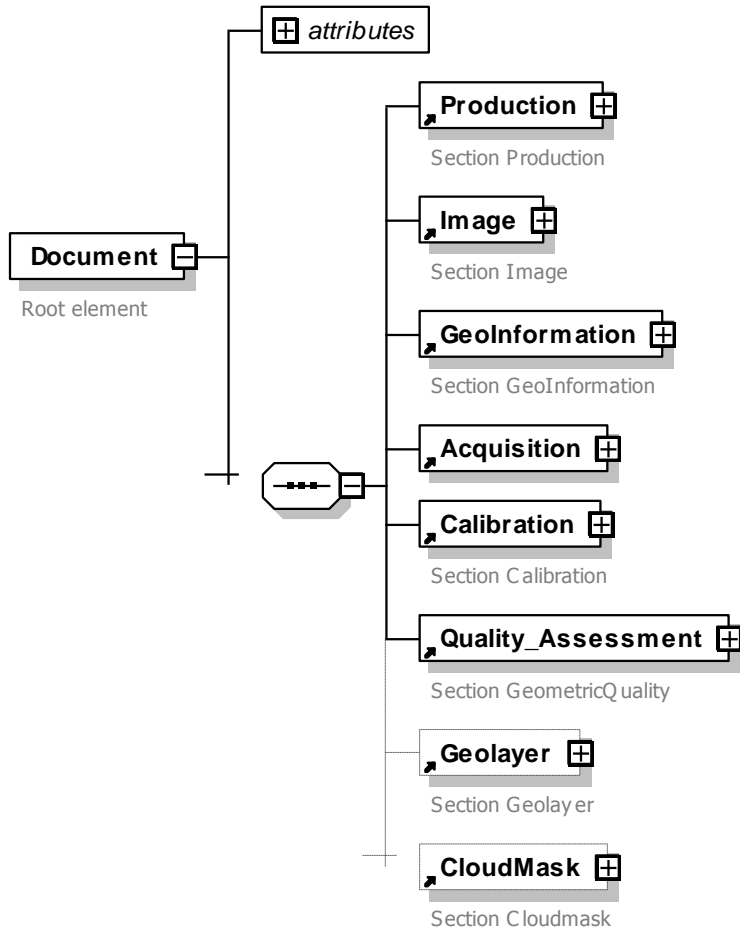 attributes
Production
Section Production
Image
Section Image
Document
Root element
GeoInformation
Section GeoInformation
Acquisition
Calibration
Section Calibration
Quality_Assessment
Section GeometricQuality
Geolayer
Section Geolayer
CloudMask
Section Cloudmask